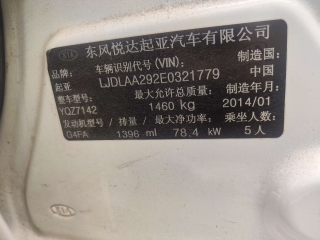 东风悦达起亚汽车有限公司
品牌: 车辆识别代号(VIN): 制造国:
起亚 LJDLAA292E0321779 中国
整车型号: 最大允许总质量: 制造年月:
YQZ7142 1460 kg 2014/01
发动机型号 / 排量 / 最大净功率: 乘坐人数:
G4FA 1396 ml 78.4 kW 5人